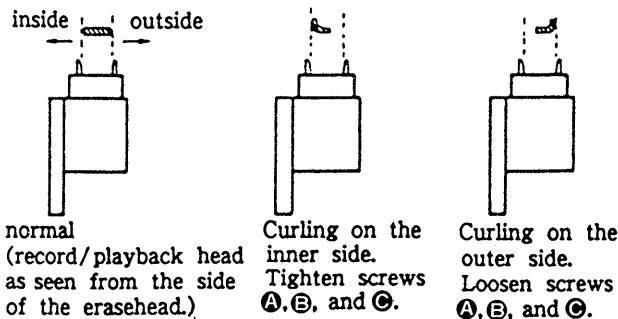 inside outside
normal
(record/playback head
as seen from the side
of the erasehead.)
Curling on the
inner side.
Tighten screws
Ⓐ,Ⓑ, and Ⓒ.
Curling on the
outer side.
Loosen screws
Ⓐ,Ⓑ, and Ⓒ.